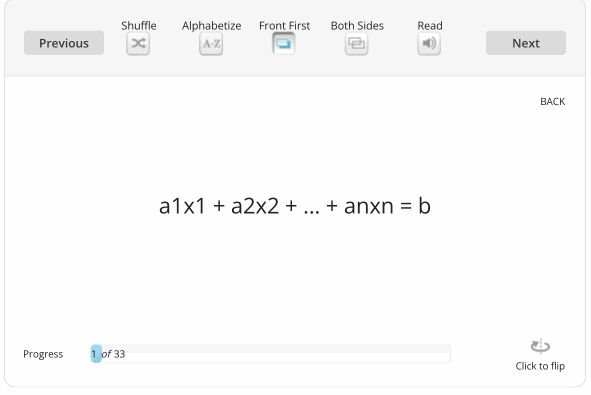 Shuffle Alphabetize Front First Both Sides Read
Previous A-Z Next
BACK
a1x1 + a2x2 + ... + anxn = b
Progress 1 of 33
Click to flip